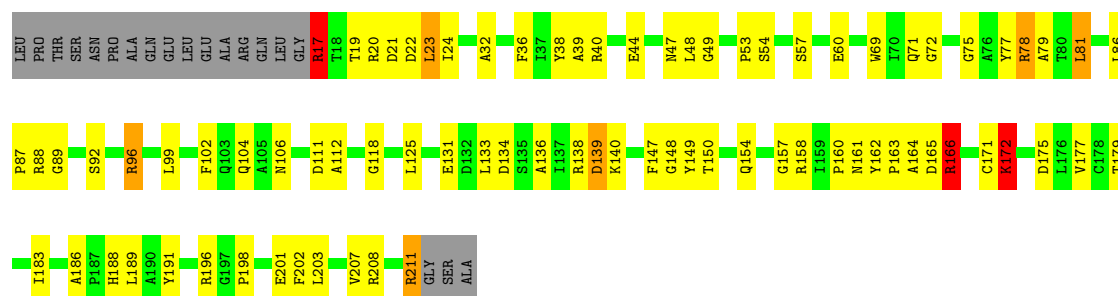 LEU PRO THR SER ASN PRO ALA GLN GLU LEU LEU GLU ALA ARG GLN LEU GLY R17 T18 T19 R20 D21 D22 L23 I24 A32 F36 I37 Y38 A39 R40 E44 N47 L48 G49 P53 S54 S57 E60 W69 I70 Q71 G72 G75 A76 Y77 R78 A79 T80 L81 L86
P87 R88 G89 S92 R96 L99 F102 Q103 Q104 A105 N106 D111 A112 G118 L125 E131 D132 L133 D134 S135 A136 I137 R138 D139 K140 F147 G148 Y149 T150 Q154 G157 R158 I159 P160 N161 Y162 P163 A164 D165 R166 C171 K172 D175 L176 V177 C178 T179
I183 A186 P187 H188 L189 A190 Y191 R196 G197 P198 E201 F202 L203 V207 R208 R211 GLY SER ALA